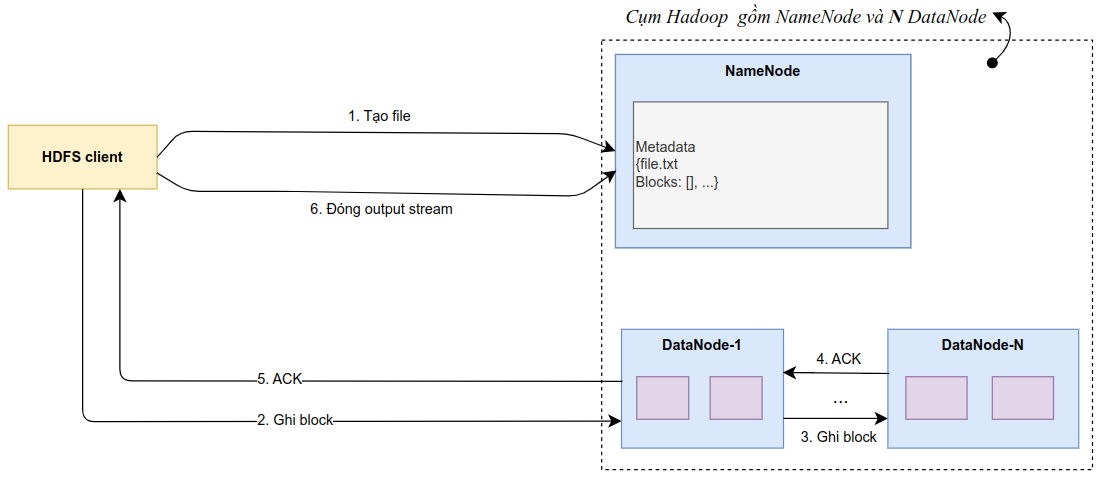 Cụm Hadoop gồm NameNode và N DataNode
NameNode
1. Tạo file
Metadata
{file.txt
Blocks: [], ...}
HDFS client
6. Đóng output stream
DataNode-1
DataNode-N
4. ACK
5. ACK
...
2. Ghi block
3. Ghi block